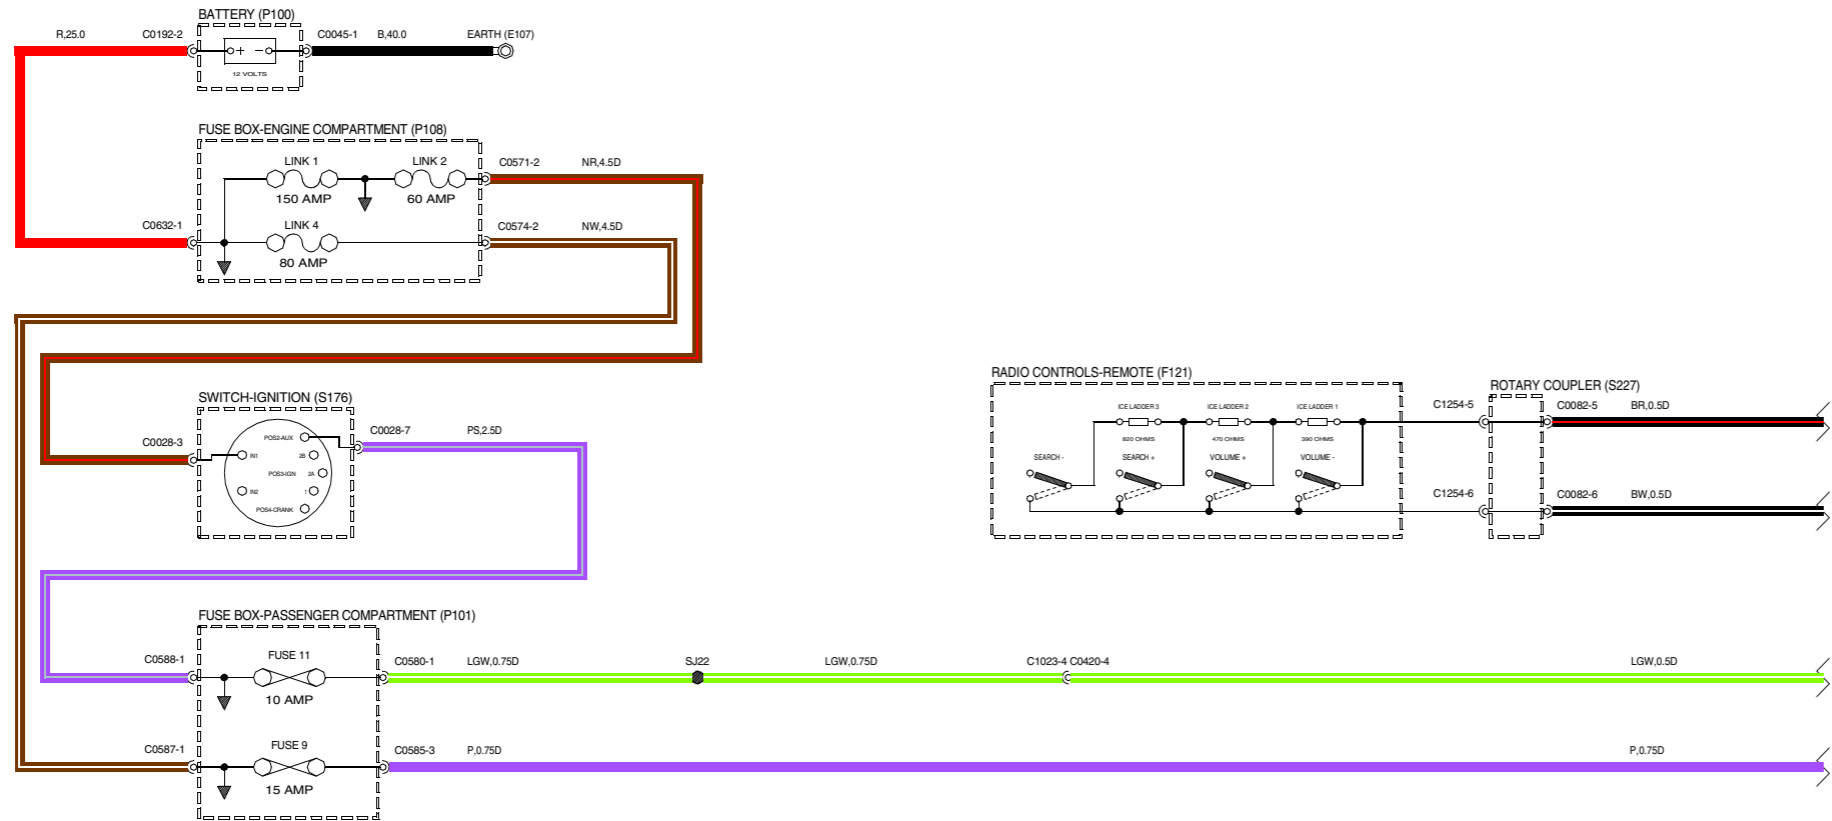 BATTERY (P100)
R,25.0
C0192-2
C0045-1
B,40.0
EARTH (E107)
+ -
12 VOLTS
FUSE BOX-ENGINE COMPARTMENT (P108)
LINK 1
LINK 2
C0571-2
NR,4.5D
150 AMP
60 AMP
C0632-1
LINK 4
C0574-2
NW,4.5D
80 AMP
SWITCH-IGNITION (S176)
C0028-3
POS2-AUX
IN1
2B
POS3-IGN
2A
IN2
1
POS4-CRANK
C0028-7
PS,2.5D
RADIO CONTROLS-REMOTE (F121)
ICE LADDER 3
ICE LADDER 2
ICE LADDER 1
820 OHMS
470 OHMS
390 OHMS
SEARCH -
SEARCH +
VOLUME +
VOLUME -
ROTARY COUPLER (S227)
C1254-5
C0082-5
BR,0.5D
C1254-6
C0082-6
BW,0.5D
FUSE BOX-PASSENGER COMPARTMENT (P101)
C0588-1
FUSE 11
10 AMP
C0580-1
LGW,0.75D
SJ22
LGW,0.75D
C1023-4 C0420-4
LGW,0.5D
C0587-1
FUSE 9
15 AMP
C0585-3
P,0.75D
P,0.75D